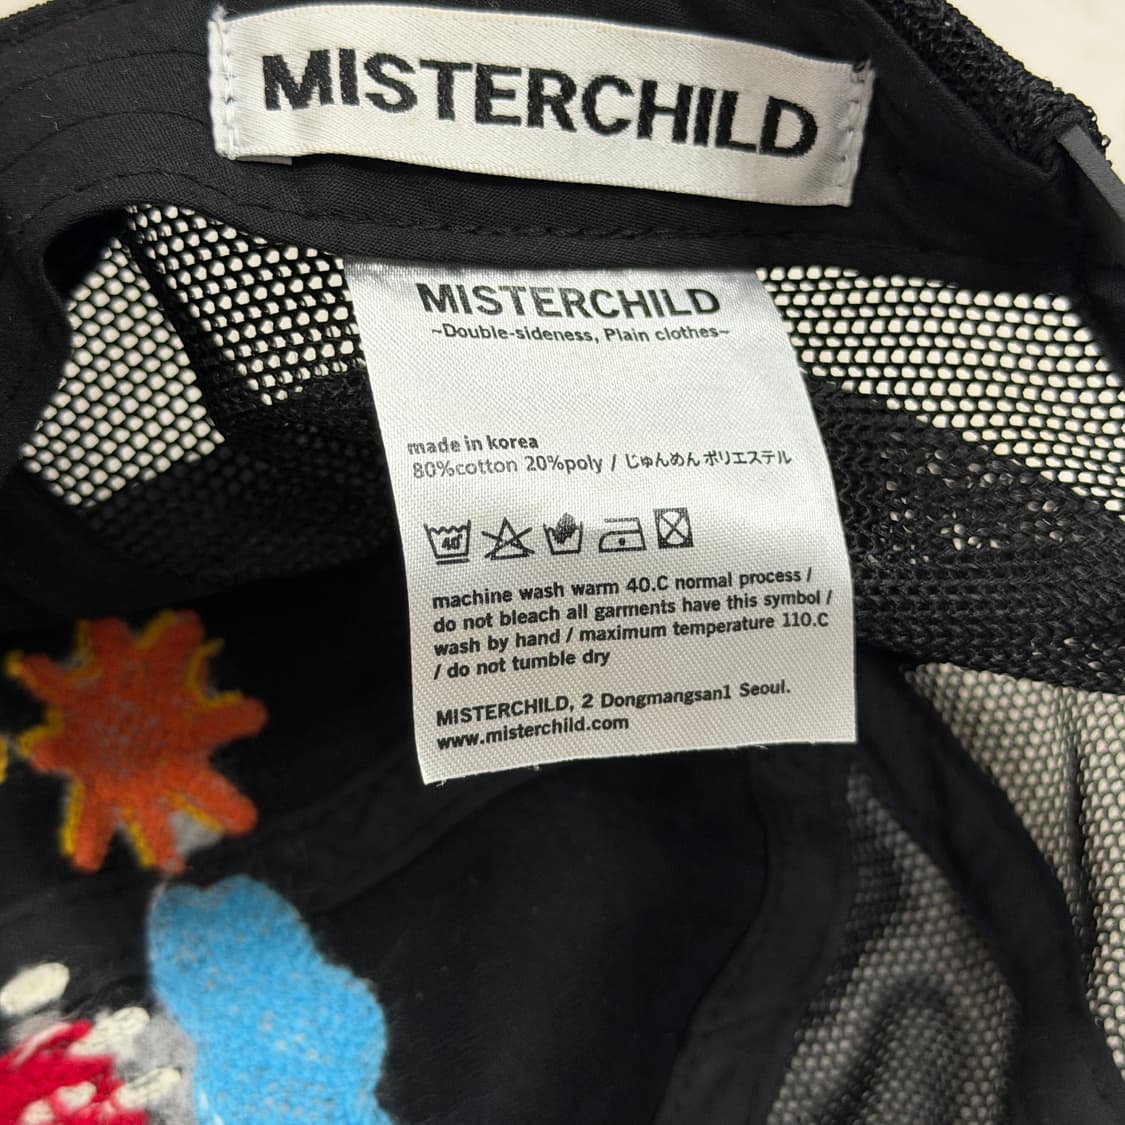 MISTERCHILD
MISTERCHILD
~Double-sideness, Plain clothes~
made in korea
80%cotton 20%poly / じゅんめんポリエステル
40°
machine wash warm 40.C normal process /
do not bleach all garments have this symbol /
wash by hand / maximum temperature 110.C
/ do not tumble dry
MISTERCHILD, 2 Dongmangsan1 Seoul.
www.misterchild.com